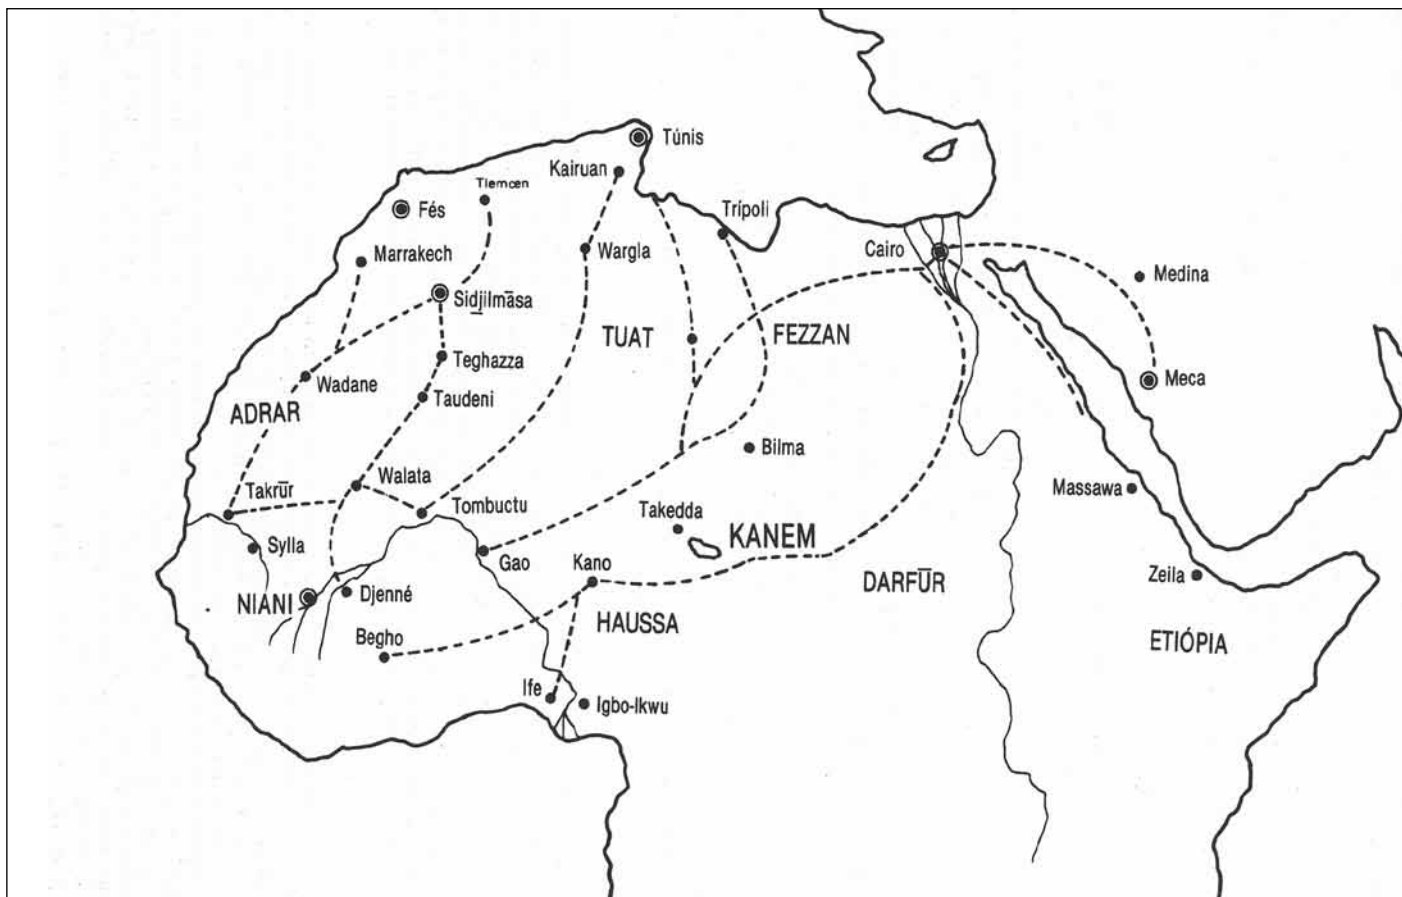 Túnis
Kairuan
Tlemcen
Fés
Trípoli
Marrakech
Wargla
Cairo
Medina
Sidjilmāsa
TUAT
FEZZAN
Teghazza
Wadane
Meca
Taudeni
ADRAR
Bilma
Walata
Massawa
Takrūr
Tombuctu
Takedda
KANEM
Sylla
Gao
Kano
DARFŪR
Zeila
NIANI
Djenné
HAUSSA
Begho
ETIÓPIA
Ife
Igbo-Ikwu